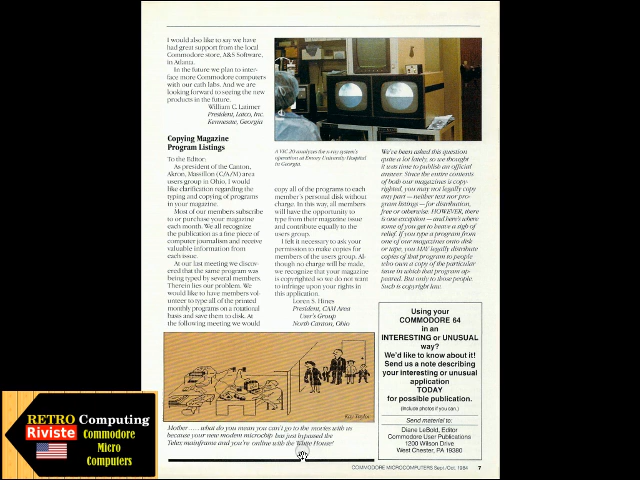 I would also like to say we have
had great support from the local
Commodore store, A&S Software,
in Atlanta.
In the future we plan to inter-
face more Commodore computers
with our cath labs. And we are
looking forward to seeing the new
products in the future.
William C. Latimer
President, Latco, Inc.
Kennesaw, Georgia
Copying Magazine
Program Listings
To the Editor:
As president of the Canton,
Akron, Massillon (C/A/M) area
users group in Ohio, I would
like clarification regarding the
typing and copying of programs
in your magazine.
Most of our members subscribe
to or purchase your magazine
each month. We all recognize
the publication as a fine piece of
computer journalism and receive
valuable information from
each issue.
At our last meeting we discov-
ered that the same program was
being typed by several members.
Therein lies our problem. We
would like to have members vol-
unteer to type all of the printed
monthly programs on a rotational
basis and save them to disk. At
the following meeting we would
A VIC 20 analyzes the x-ray system's
operation at Emory University Hospital
in Georgia.
copy all of the programs to each
member's personal disk without
charge. In this way, all members
will have the opportunity to
type from their magazine issue
and contribute equally to the
users group.
I felt it necessary to ask your
permission to make copies for
members of the users group. Al-
though no charge will be made,
we recognize that your magazine
is copyrighted so we do not want
to infringe upon your rights in
this application.
Loren S. Hines
President, CAM Area
User's Group
North Canton, Ohio
We've been asked this question
quite a lot lately, so we thought
it was time to publish an official
answer. Since the entire contents
of both our magazines is copy-
righted, you may not legally copy
any part—neither text nor pro-
gram listings—for distribution,
free or otherwise. HOWEVER, there
is one exception—and here's where
some of you get to heave a sigh of
relief. If you type a program from
one of our magazines onto disk
or tape, you MAY legally distribute
copies of that program to people
who own a copy of the particular
issue in which that program ap-
peared. But only to those people.
Such is copyright law.
Using your
COMMODORE 64
in an
INTERESTING or UNUSUAL
way?
We'd like to know about it!
Send us a note describing
your interesting or unusual
application
TODAY
for possible publication.
(Include photos if you can.)
Send material to:
Diane LeBold, Editor
Commodore User Publications
1200 Wilson Drive
West Chester, PA 19380
Kay Taylor
Mother ..... what do you mean you can't go to the movies with us
because your new modem microchip has just bypassed the
Telex mainframe and you're online with the White House!
COMMODORE MICROCOMPUTERS Sept./Oct. 1984 7
RETRO Computing
Riviste Commodore
Micro
Computers